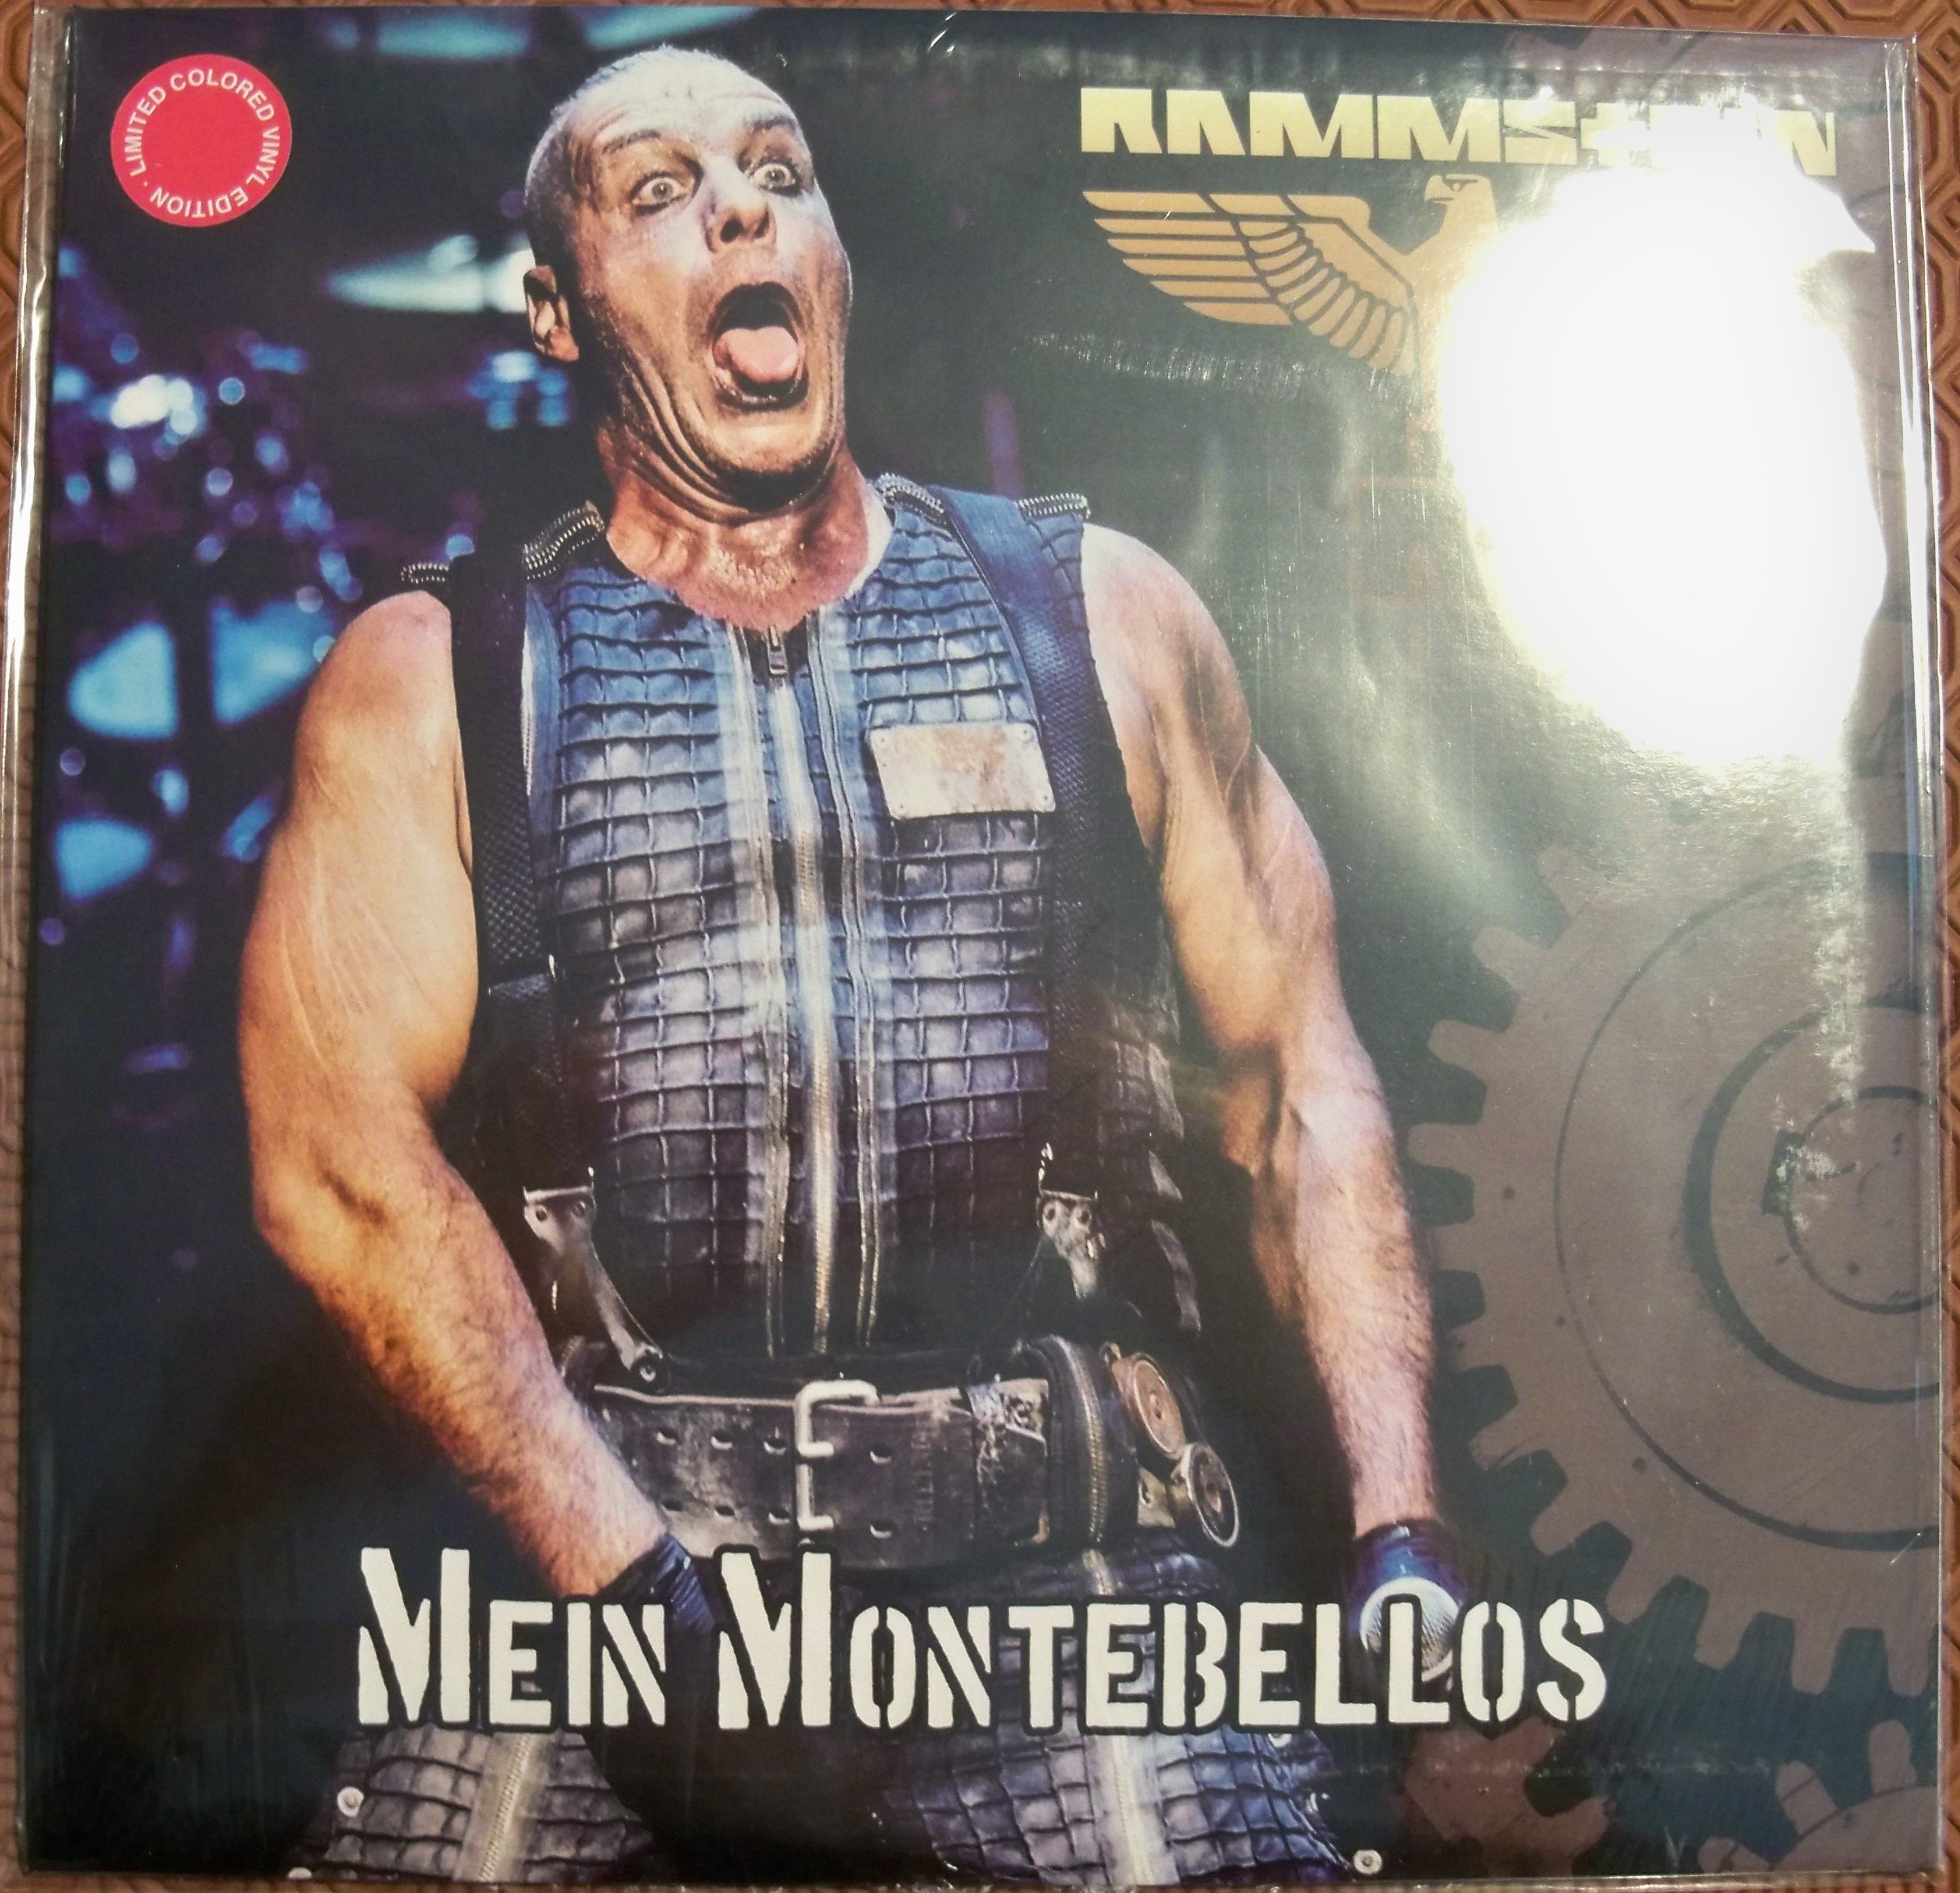 LIMITED COLORED VINYL EDITION ·
RAMMSTEIN
MEIN MONTEBELLOS